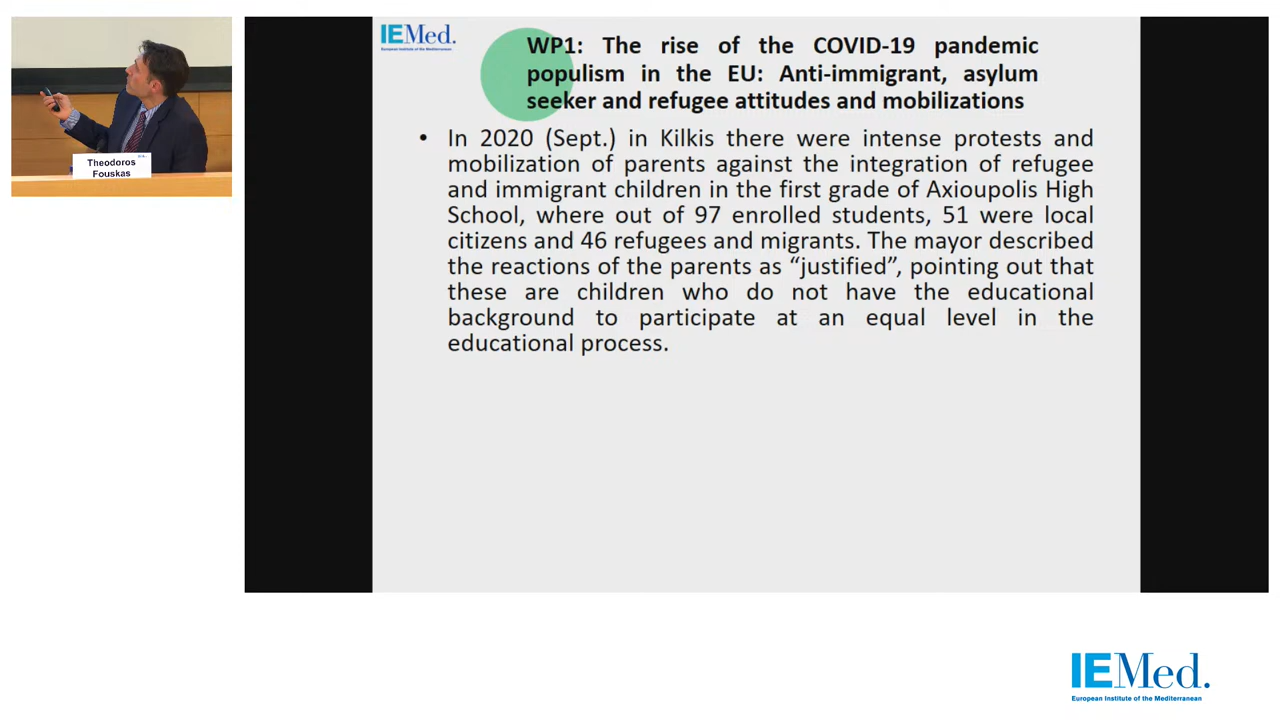 IEMed.
European Institute of the Mediterranean
WP1: The rise of the COVID-19 pandemic
populism in the EU: Anti-immigrant, asylum
seeker and refugee attitudes and mobilizations
• In 2020 (Sept.) in Kilkis there were intense protests and
mobilization of parents against the integration of refugee
and immigrant children in the first grade of Axioupolis High
School, where out of 97 enrolled students, 51 were local
citizens and 46 refugees and migrants. The mayor described
the reactions of the parents as “justified”, pointing out that
these are children who do not have the educational
background to participate at an equal level in the
educational process.
Theodoros
Fouskas
IEMed.
European Institute of the Mediterranean